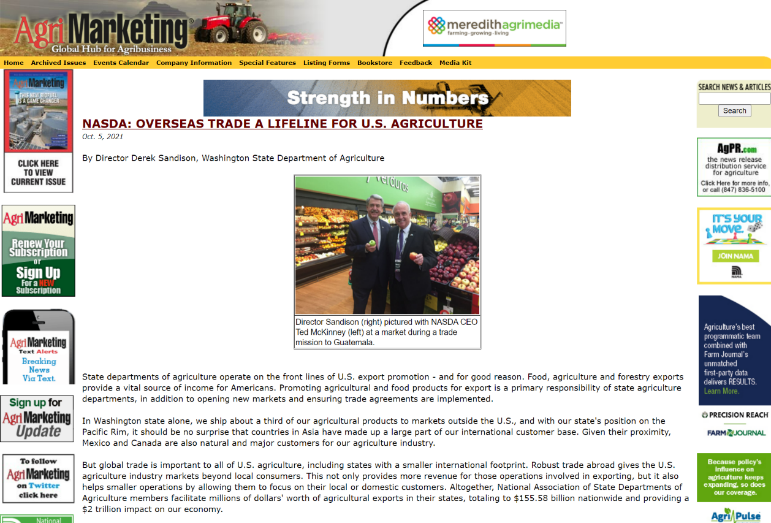 Agri Marketing
Global Hub for Agribusiness
meredithagrimedia
farming·growing·living
Home Archived Issues Events Calendar Company Information Special Features Listing Forms Bookstore Feedback Media Kit
Agri Marketing
A GAME CHANGER
CLICK HERE
TO VIEW
CURRENT ISSUE
Agri Marketing
Renew Your
Subscription
or
Sign Up
For a NEW
Subscription
Agri Marketing
Text Alerts
Breaking
News
Via Text
Sign up for
Agri Marketing
Update
To follow
Agri Marketing
on Twitter
click here
National
Strength in Numbers
NASDA: OVERSEAS TRADE A LIFELINE FOR U.S. AGRICULTURE
Oct. 5, 2021
By Director Derek Sandison, Washington State Department of Agriculture
Director Sandison (right) pictured with NASDA CEO
Ted McKinney (left) at a market during a trade
mission to Guatemala.
State departments of agriculture operate on the front lines of U.S. export promotion - and for good reason. Food, agriculture and forestry exports
provide a vital source of income for Americans. Promoting agricultural and food products for export is a primary responsibility of state agriculture
departments, in addition to opening new markets and ensuring trade agreements are implemented.
In Washington state alone, we ship about a third of our agricultural products to markets outside the U.S., and with our state's position on the
Pacific Rim, it should be no surprise that countries in Asia have made up a large part of our international customer base. Given their proximity,
Mexico and Canada are also natural and major customers for our agriculture industry.
But global trade is important to all of U.S. agriculture, including states with a smaller international footprint. Robust trade abroad gives the U.S.
agriculture industry markets beyond local consumers. This not only provides more revenue for those operations involved in exporting, but it also
helps smaller operations by allowing them to focus on their local or domestic customers. Altogether, National Association of State Departments of
Agriculture members facilitate millions of dollars' worth of agricultural exports in their states, totaling to $155.58 billion nationwide and providing a
$2 trillion impact on our economy.
SEARCH NEWS & ARTICLES
Search
AgPR.com
the news release
distribution service
for agriculture
Click Here for more info,
or call (847) 836-5100
IT'S YOUR
MOVE.
JOIN NAMA
Agriculture's best
programmatic team
combined with
Farm Journal's
unmatched
first-party data
delivers RESULTS.
Learn More.
PRECISION REACH
FARM JOURNAL
Because policy's
influence on
agriculture keeps
expanding, so does
our coverage.
Agri Pulse